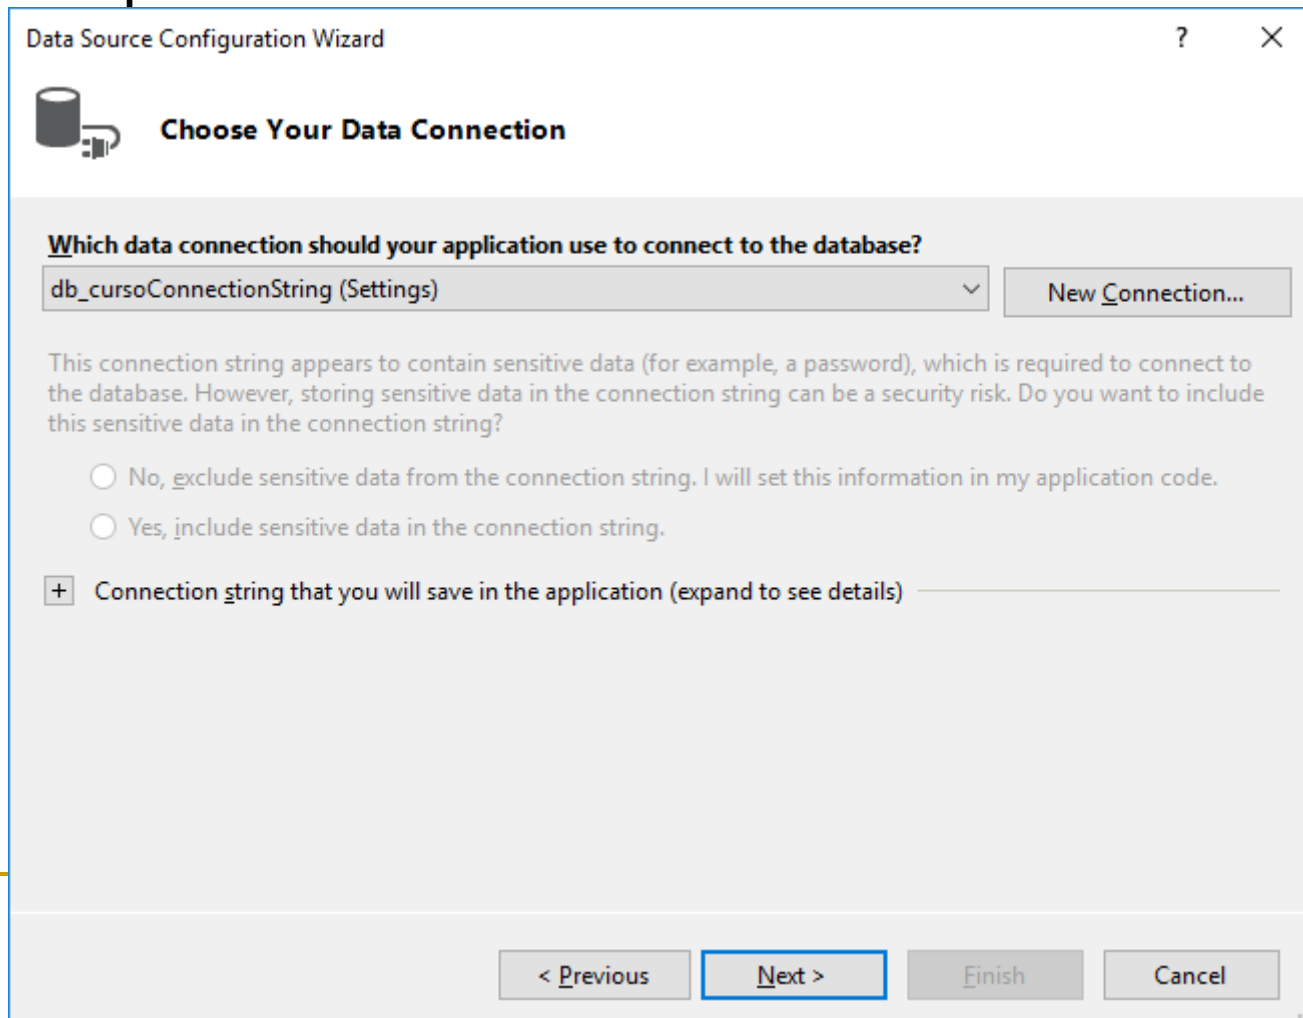 Data Source Configuration Wizard
?
Choose Your Data Connection
Which data connection should your application use to connect to the database?
db_cursoConnectionString (Settings)
New Connection...
This connection string appears to contain sensitive data (for example, a password), which is required to connect to
the database. However, storing sensitive data in the connection string can be a security risk. Do you want to include
this sensitive data in the connection string?
No, exclude sensitive data from the connection string. I will set this information in my application code.
Yes, include sensitive data in the connection string.
+ Connection string that you will save in the application (expand to see details)
< Previous
Next >
Finish
Cancel